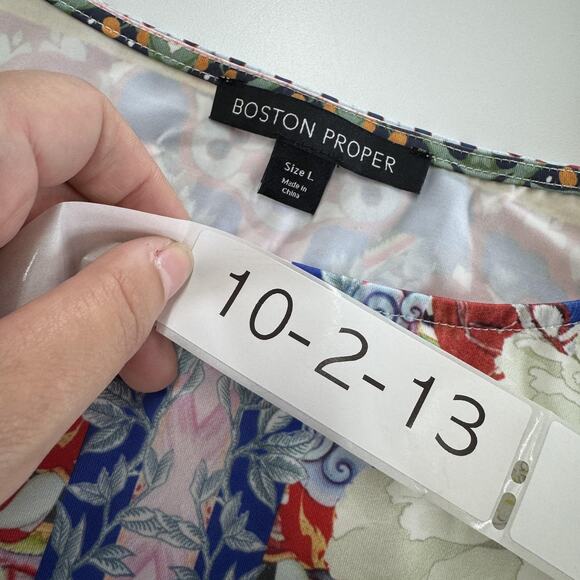 BOSTON PROPER
Size L
Made in
China
10-2-13